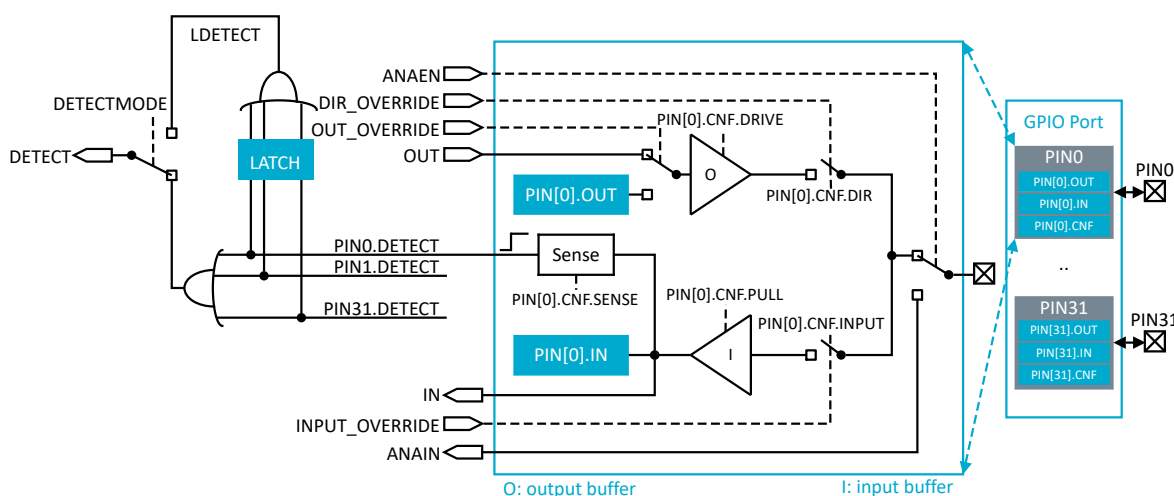 LDETECT
ANAEN
DETECTMODE
DIR_OVERRIDE
OUT_OVERRIDE
PIN[0].CNF.DRIVE
GPIO Port
DETECT
OUT
LATCH
O
PIN0
PIN0
PIN[0].OUT
PIN[0].CNF.DIR
PIN[0].OUT
PIN[0].IN
PIN[0].CNF
PIN0.DETECT
Sense
PIN1.DETECT
..
PIN[0].CNF.SENSE
PIN[0].CNF.PULL
PIN31.DETECT
PIN31
PIN31
PIN[0].CNF.INPUT
PIN[31].OUT
PIN[0].IN
I
PIN[31].IN
PIN[31].CNF
IN
INPUT_OVERRIDE
ANAIN
O: output buffer
I: input buffer